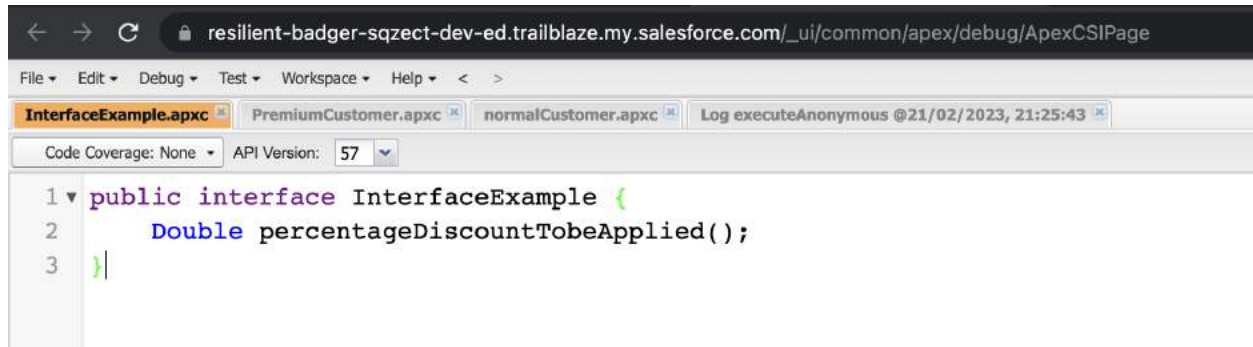 resilient-badger-sqzect-dev-ed.trailblaze.my.salesforce.com/_ui/common/apex/debug/ApexCSIPage
File Edit Debug Test Workspace Help < >
InterfaceExample.apxc PremiumCustomer.apxc normalCustomer.apxc Log executeAnonymous @21/02/2023, 21:25:43
Code Coverage: None API Version: 57
1 public interface InterfaceExample {
2 Double percentageDiscountTobeApplied();
3 }